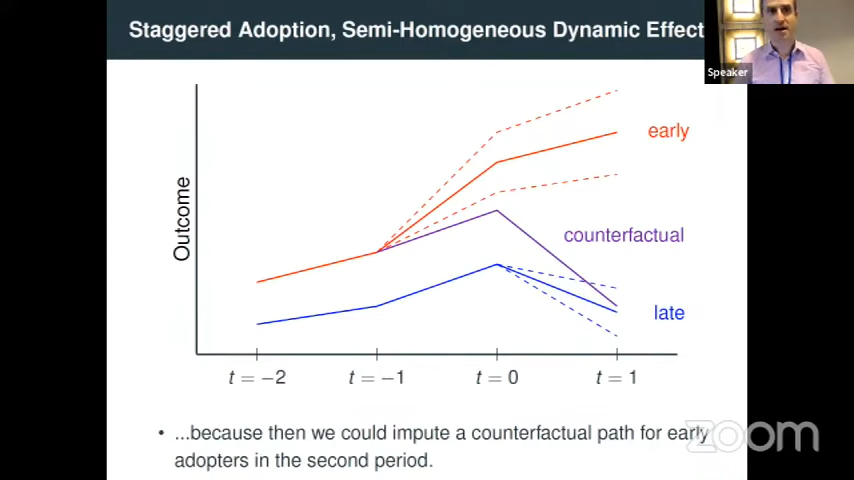 Staggered Adoption, Semi-Homogeneous Dynamic Effect
Speaker
early
Outcome
counterfactual
late
t = −2
t = −1
t = 0
t = 1
• ...because then we could impute a counterfactual path for early
adopters in the second period.
zoom